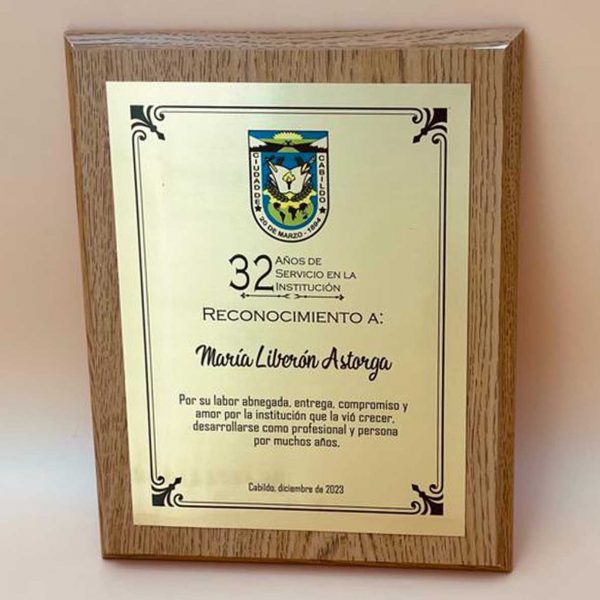 CIUDAD DE CABILDO
20 DE MARZO - 1894
32 AÑOS DE
SERVICIO EN LA
INSTITUCIÓN
RECONOCIMIENTO A:
María Liberón Astorga
Por su labor abnegada, entrega, compromiso y
amor por la institución que la vió crecer,
desarrollarse como profesional y persona
por muchos años.
Cabildo, diciembre de 2023